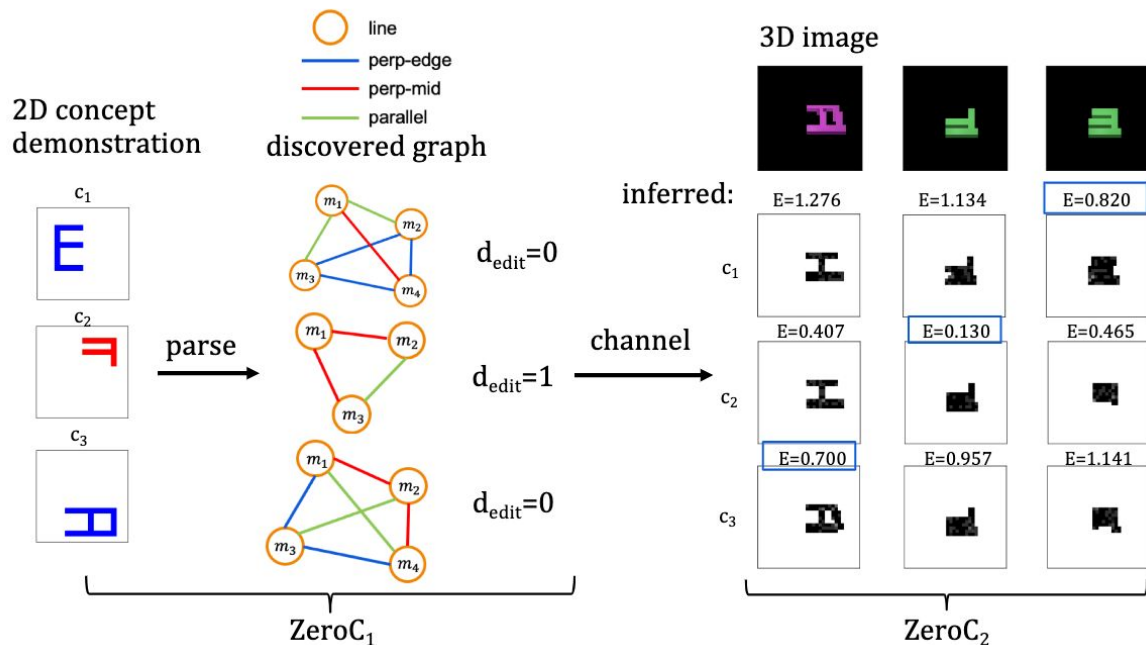 line
perp-edge
perp-mid
parallel
2D concept
demonstration
discovered graph
c₁
m₁
m₂
m₃
m₄
d_edit=0
c₂
m₁
m₂
m₃
d_edit=1
c₃
m₁
m₂
m₃
m₄
d_edit=0
parse
channel
ZeroC₁
3D image
inferred:
E=1.276 E=1.134 E=0.820
c₁
E=0.407 E=0.130 E=0.465
c₂
E=0.700 E=0.957 E=1.141
c₃
ZeroC₂